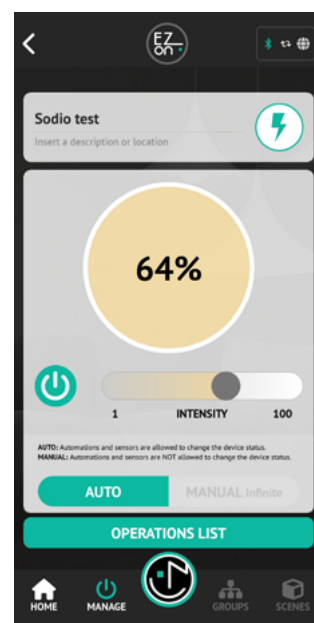 EZ
on
Sodio test
Insert a description or location
64%
1 INTENSITY 100
AUTO: Automations and sensors are allowed to change the device status.
MANUAL: Automations and sensors are NOT allowed to change the device status.
AUTO MANUAL Infinite
OPERATIONS LIST
HOME MANAGE GROUPS SCENES